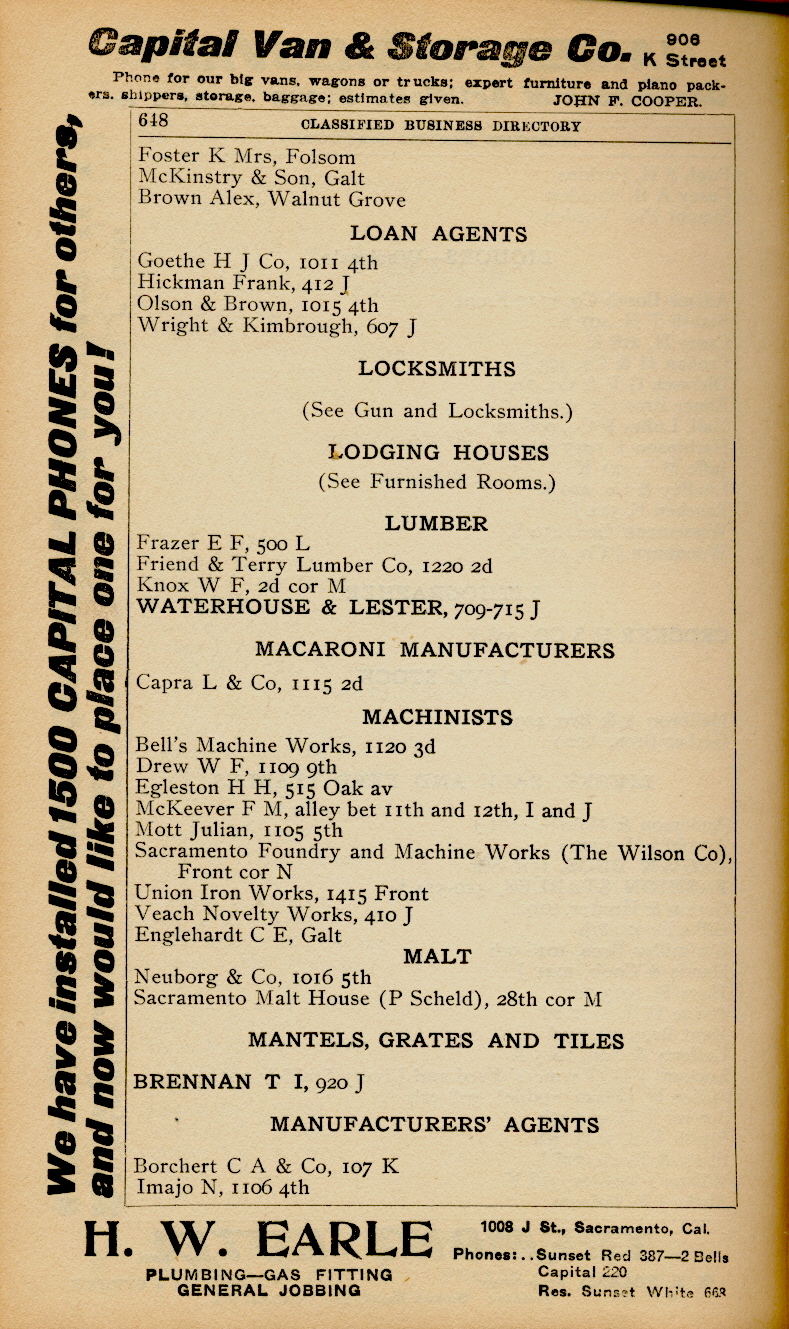 Capital Van & Storage Co. 906 K Street
Phone for our big vans, wagons or trucks; expert furniture and piano pack-
ers, shippers, storage, baggage; estimates given. JOHN F. COOPER.
We have installed 1500 CAPITAL PHONES for others,
and now would like to place one for you!
648 CLASSIFIED BUSINESS DIRECTORY
Foster K Mrs, Folsom
McKinstry & Son, Galt
Brown Alex, Walnut Grove
LOAN AGENTS
Goethe H J Co, 1011 4th
Hickman Frank, 412 J
Olson & Brown, 1015 4th
Wright & Kimbrough, 607 J
LOCKSMITHS
(See Gun and Locksmiths.)
LODGING HOUSES
(See Furnished Rooms.)
LUMBER
Frazer E F, 500 L
Friend & Terry Lumber Co, 1220 2d
Knox W F, 2d cor M
WATERHOUSE & LESTER, 709-715 J
MACARONI MANUFACTURERS
Capra L & Co, 1115 2d
MACHINISTS
Bell's Machine Works, 1120 3d
Drew W F, 1109 9th
Egleston H H, 515 Oak av
McKeever F M, alley bet 11th and 12th, I and J
Mott Julian, 1105 5th
Sacramento Foundry and Machine Works (The Wilson Co),
Front cor N
Union Iron Works, 1415 Front
Veach Novelty Works, 410 J
Englehardt C E, Galt
MALT
Neuborg & Co, 1016 5th
Sacramento Malt House (P Scheld), 28th cor M
MANTELS, GRATES AND TILES
BRENNAN T I, 920 J
MANUFACTURERS' AGENTS
Borchert C A & Co, 107 K
Imajo N, 1106 4th
H. W. EARLE
PLUMBING—GAS FITTING
GENERAL JOBBING
1008 J St., Sacramento, Cal.
Phones:..Sunset Red 387—2 Bells
Capital 220
Res. Sunset White 663